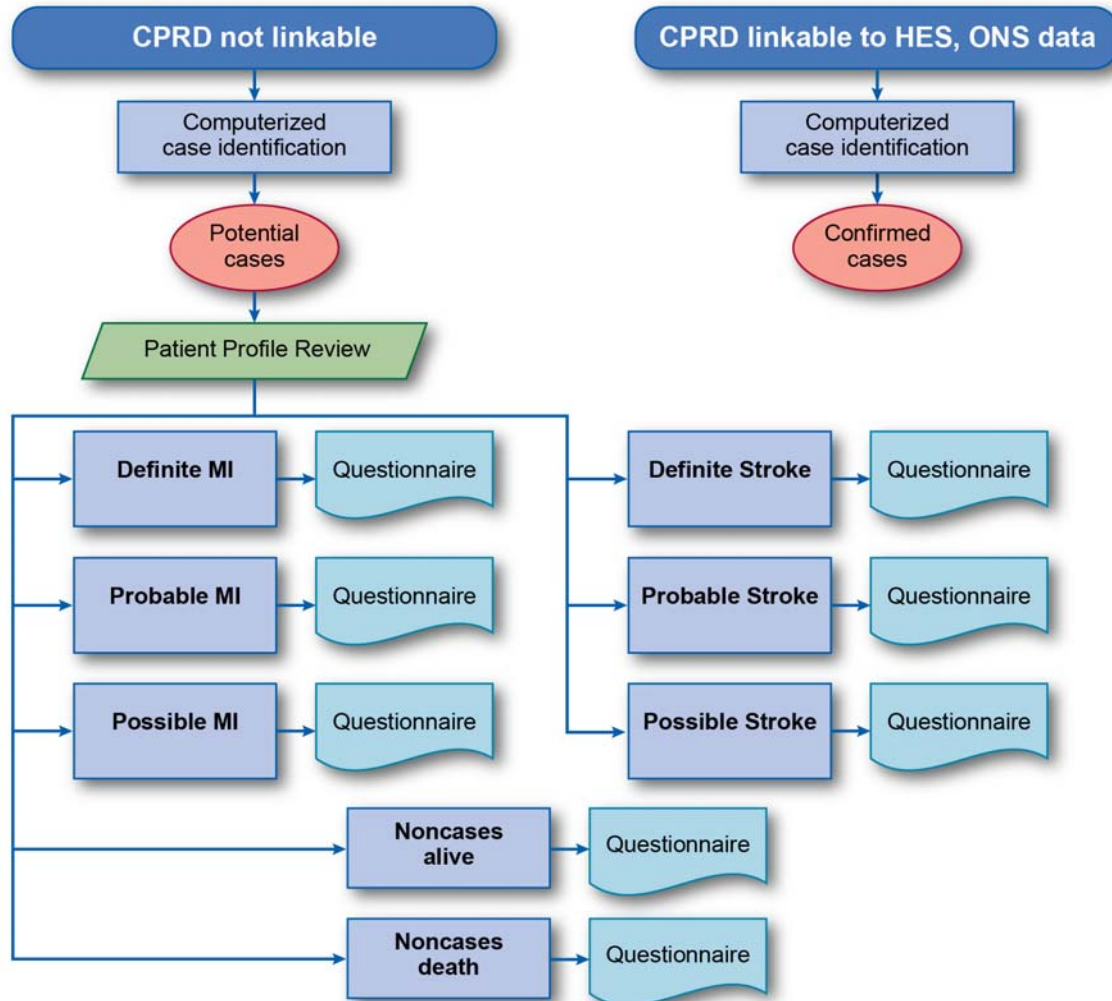 CPRD not linkable
CPRD linkable to HES, ONS data
Computerized
case identification
Computerized
case identification
Potential
cases
Confirmed
cases
Patient Profile Review
Definite MI
Questionnaire
Definite Stroke
Questionnaire
Probable MI
Questionnaire
Probable Stroke
Questionnaire
Possible MI
Questionnaire
Possible Stroke
Questionnaire
Noncases
alive
Questionnaire
Noncases
death
Questionnaire